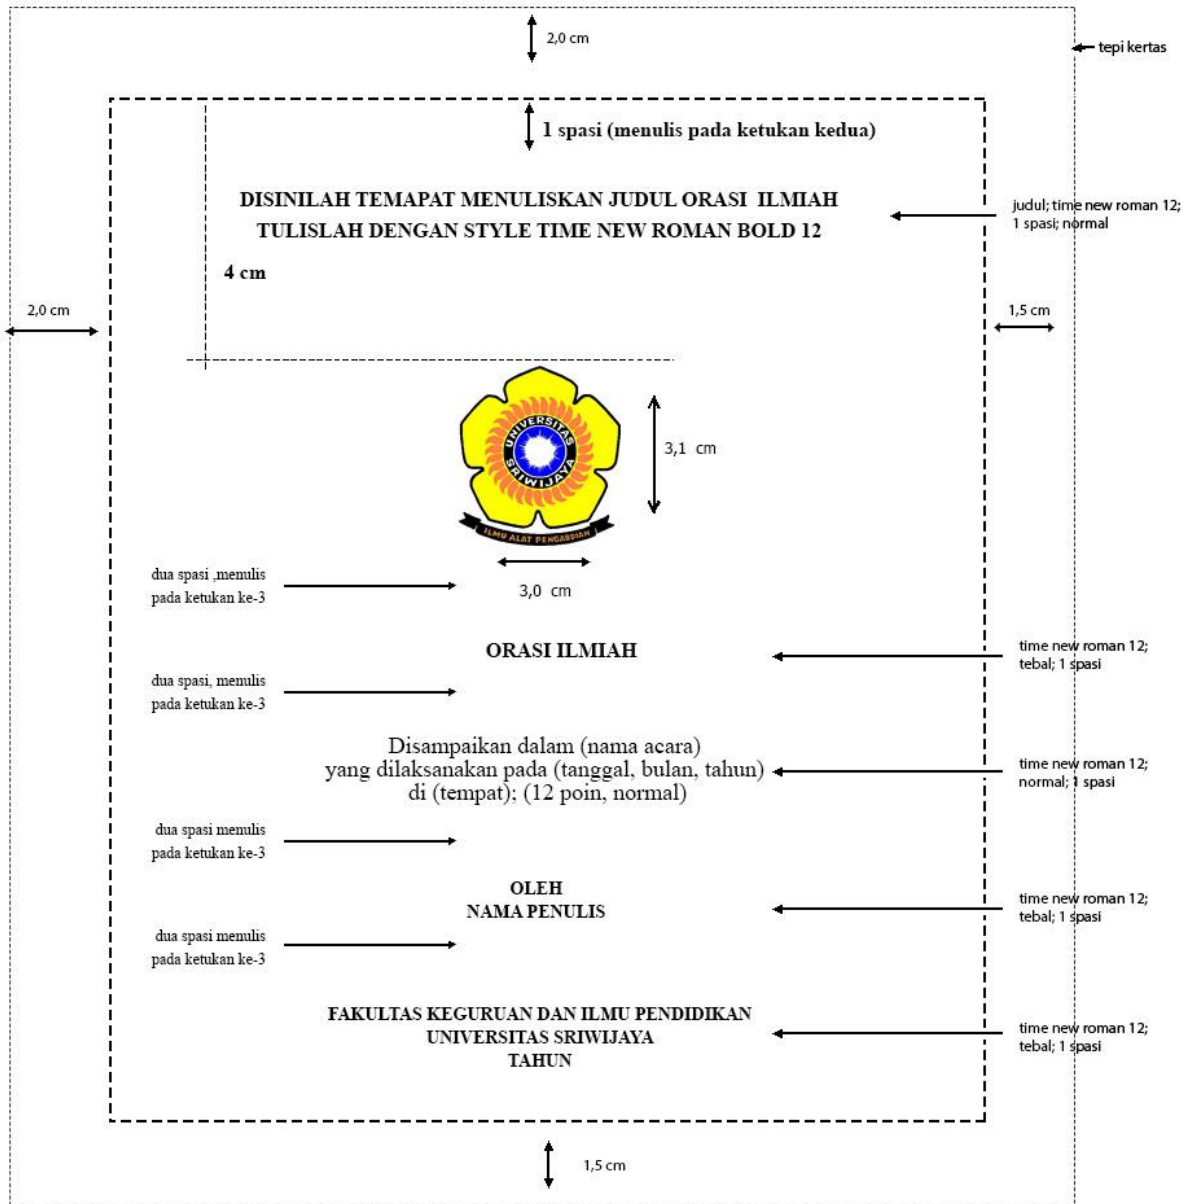 2,0 cm
tepi kertas
1 spasi (menulis pada ketukan kedua)
DISINILAH TEMAPAT MENULISKAN JUDUL ORASI ILMIAH
TULISLAH DENGAN STYLE TIME NEW ROMAN BOLD 12
judul; time new roman 12;
1 spasi; normal
4 cm
2,0 cm
1,5 cm
UNIVERSITAS
SRIWIJAYA
ILMU ALAT PENGABDIAN
3,1 cm
3,0 cm
dua spasi ,menulis
pada ketukan ke-3
ORASI ILMIAH
time new roman 12;
tebal; 1 spasi
dua spasi, menulis
pada ketukan ke-3
Disampaikan dalam (nama acara)
yang dilaksanakan pada (tanggal, bulan, tahun)
di (tempat); (12 poin, normal)
time new roman 12;
normal; 1 spasi
dua spasi menulis
pada ketukan ke-3
OLEH
NAMA PENULIS
time new roman 12;
tebal; 1 spasi
dua spasi menulis
pada ketukan ke-3
FAKULTAS KEGURUAN DAN ILMU PENDIDIKAN
UNIVERSITAS SRIWIJAYA
TAHUN
time new roman 12;
tebal; 1 spasi
1,5 cm